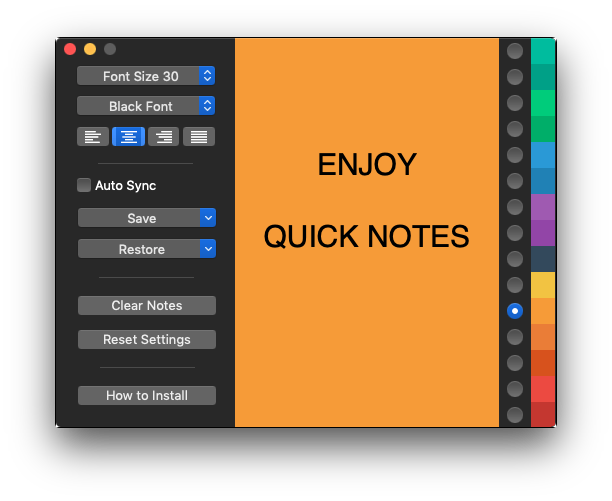 Font Size 30
Black Font
Auto Sync
Save
Restore
Clear Notes
Reset Settings
How to Install
ENJOY
QUICK NOTES